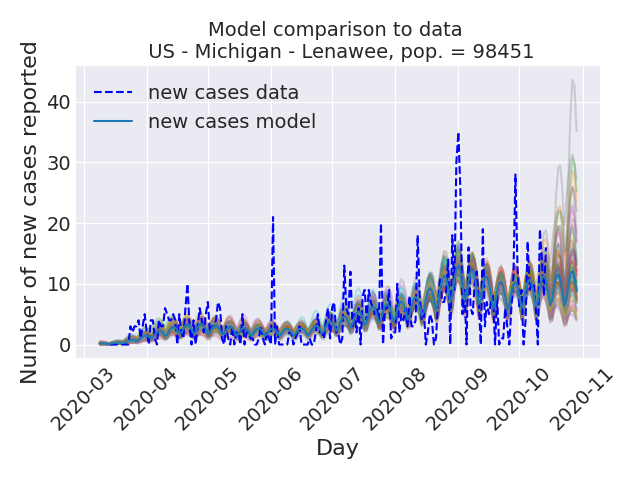 Model comparison to data
US - Michigan - Lenawee, pop. = 98451
Number of new cases reported
40
30
20
10
0
new cases data
new cases model
2020-03
2020-04
2020-05
2020-06
2020-07
2020-08
2020-09
2020-10
2020-11
Day